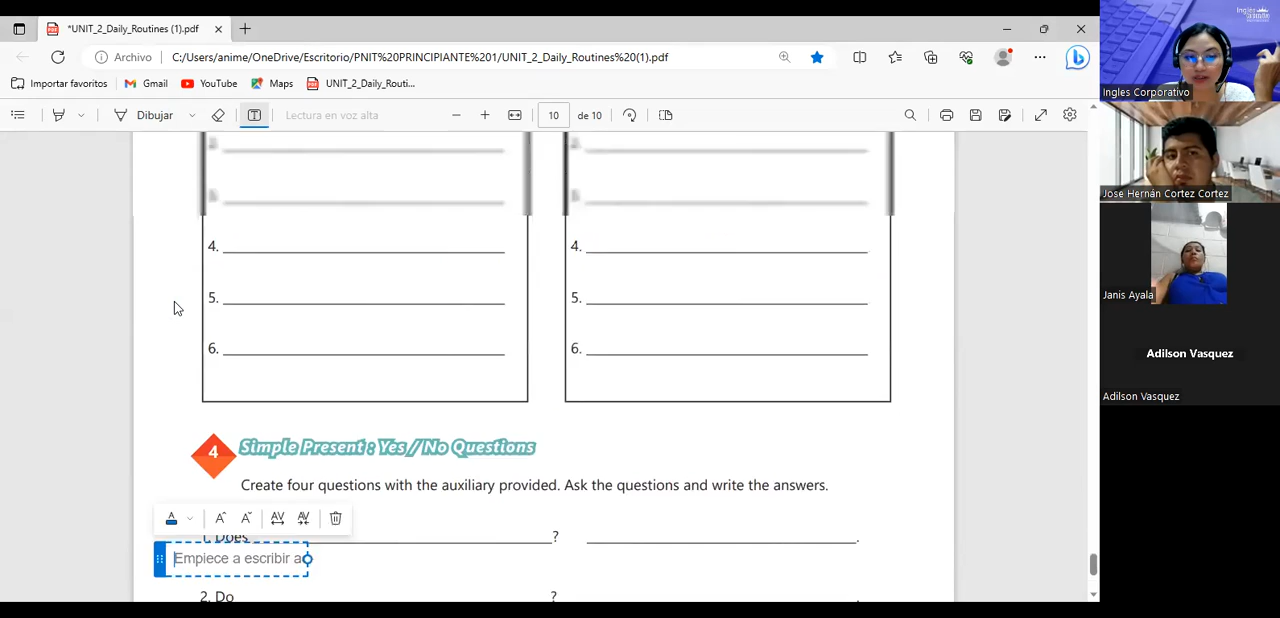 *UNIT_2_Daily_Routines (1).pdf
Archivo
C:/Users/anime/OneDrive/Escritorio/PNIT%20PRINCIPIANTE%201/UNIT_2_Daily_Routines%20(1).pdf
Importar favoritos
Gmail
YouTube
Maps
UNIT_2_Daily_Routi...
Dibujar
Lectura en voz alta
10
de 10
4.
4.
5.
5.
6.
6.
4
Simple Present : Yes / No Questions
Create four questions with the auxiliary provided. Ask the questions and write the answers.
1. Does ?
.
Empiece a escribir a
2. Do ?
.
Ingles Corporativo
Jose Hernán Cortez Cortez
Janis Ayala
Adilson Vasquez
Adilson Vasquez